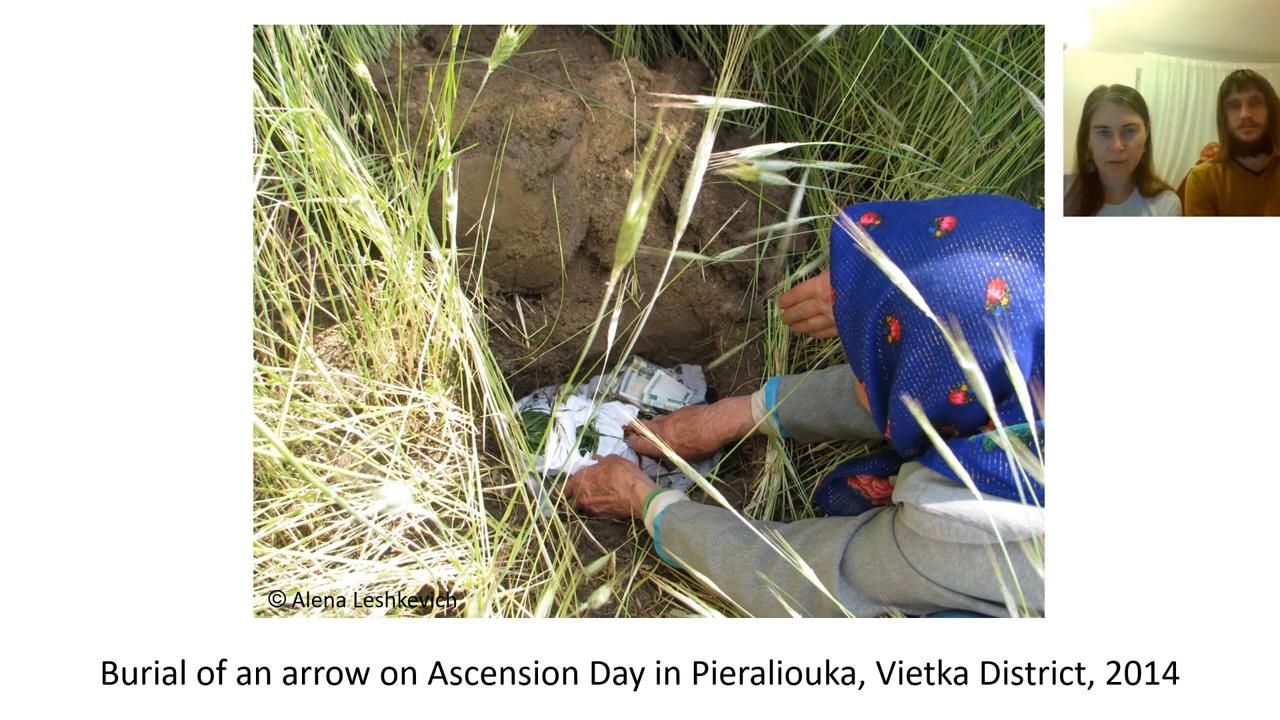 © Alena Leshkevich
Burial of an arrow on Ascension Day in Pieraliouka, Vietka District, 2014